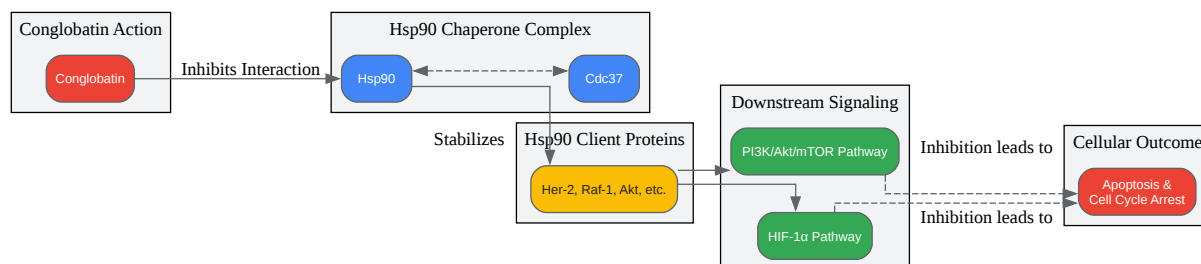 Conglobatin Action
Conglobatin
Inhibits Interaction
Hsp90 Chaperone Complex
Hsp90
Cdc37
Stabilizes
Hsp90 Client Proteins
Her-2, Raf-1, Akt, etc.
Downstream Signaling
PI3K/Akt/mTOR Pathway
HIF-1α Pathway
Inhibition leads to
Inhibition leads to
Cellular Outcome
Apoptosis &
Cell Cycle Arrest